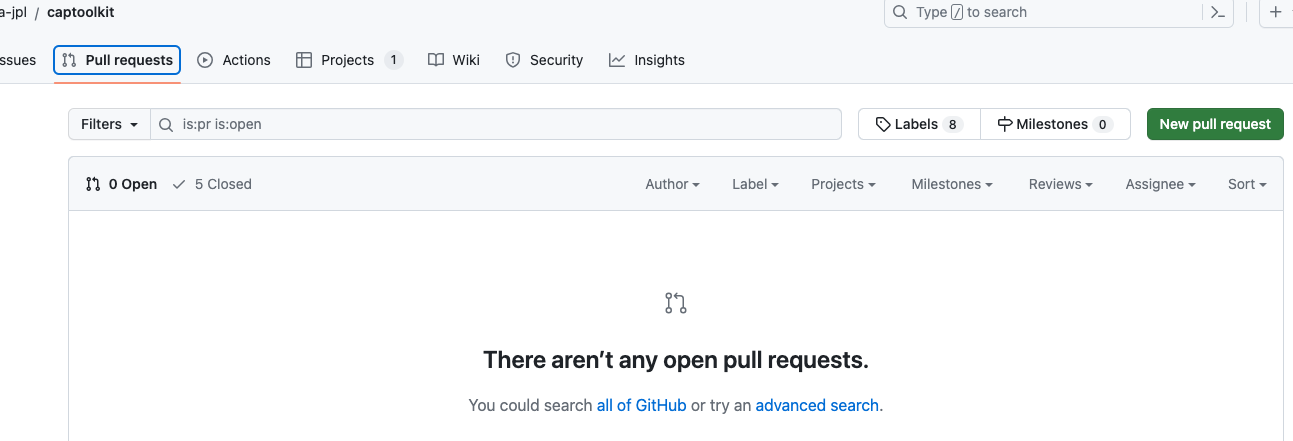 a-jpl / captoolkit
Type / to search
ssues Pull requests Actions Projects 1 Wiki Security Insights
Filters is:pr is:open Labels 8 Milestones 0 New pull request
0 Open 5 Closed Author Label Projects Milestones Reviews Assignee Sort
There aren’t any open pull requests.
You could search all of GitHub or try an advanced search.